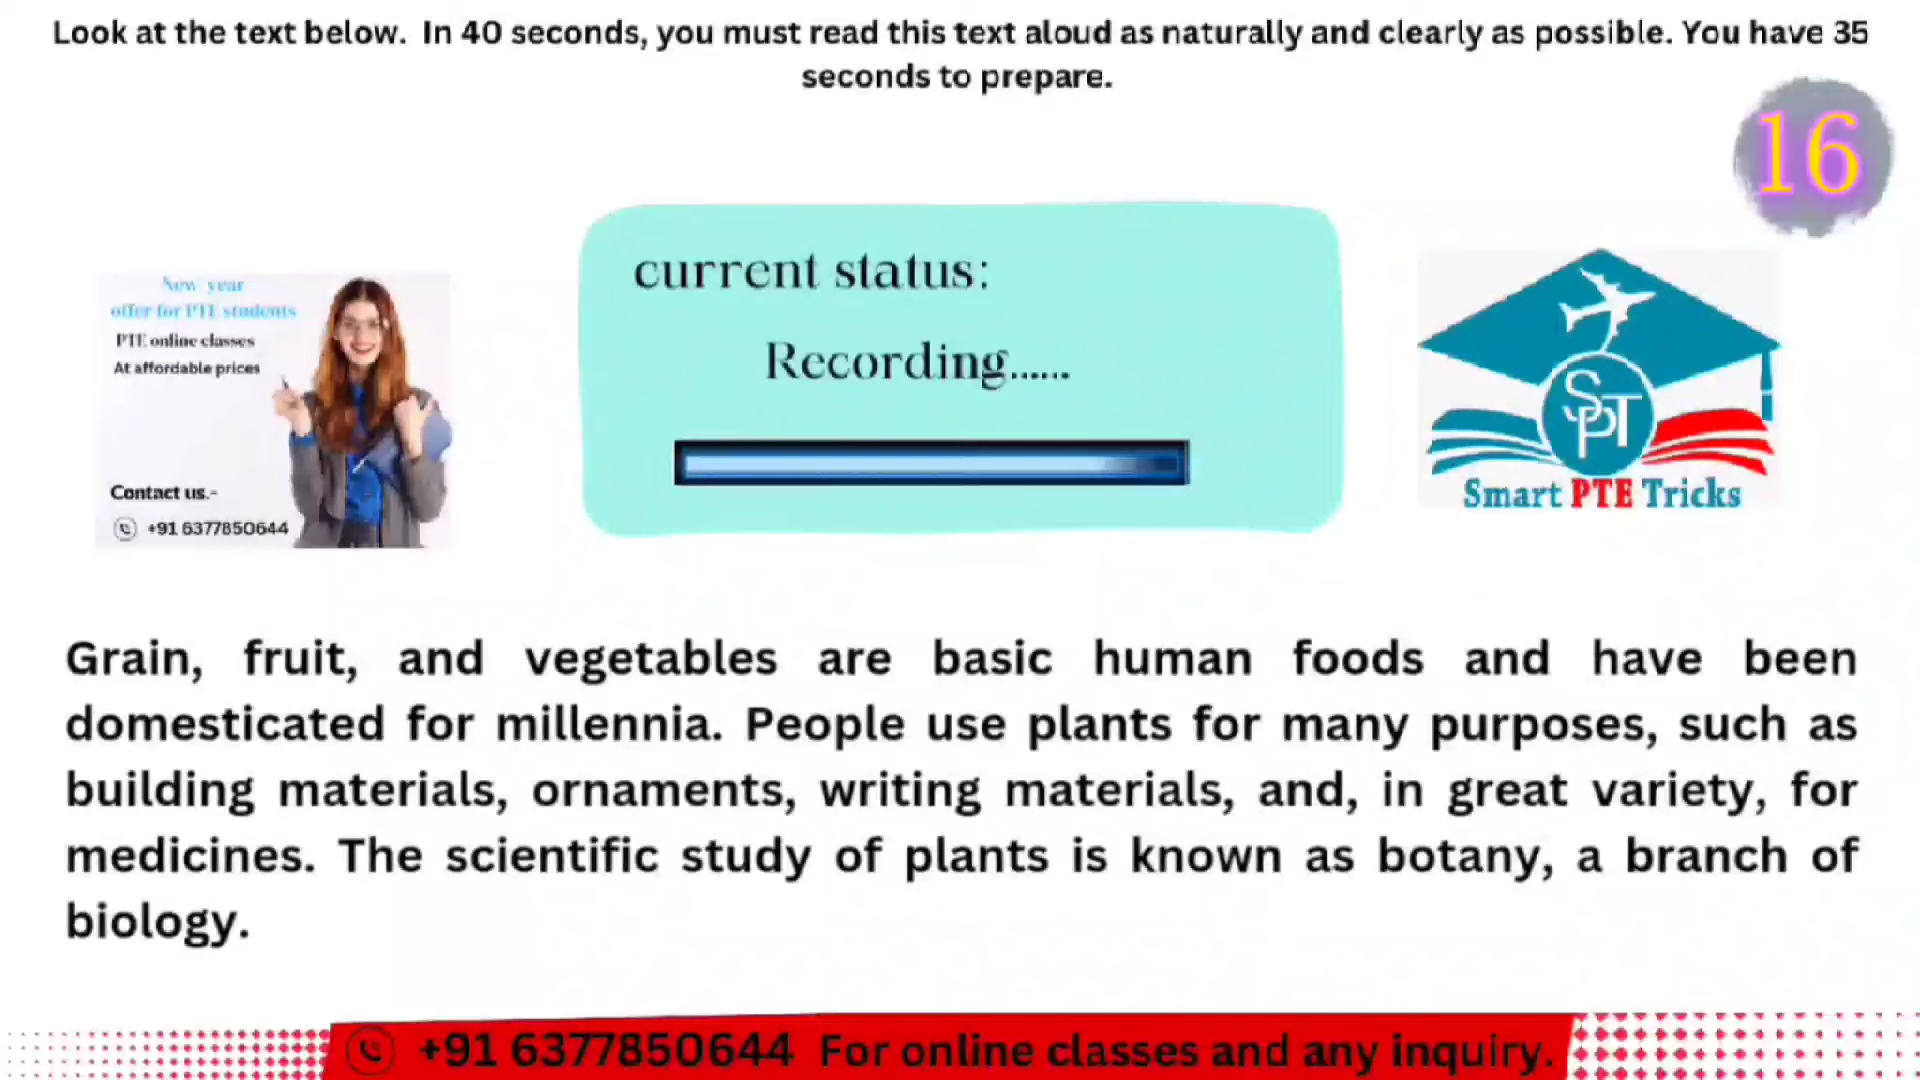 Look at the text below. In 40 seconds, you must read this text aloud as naturally and clearly as possible. You have 35
seconds to prepare.
16
New year
offer for PTE students
PTE online classes
At affordable prices
Contact us.-
+91 6377850644
current status:
Recording......
SPT
Smart PTE Tricks
Grain, fruit, and vegetables are basic human foods and have been
domesticated for millennia. People use plants for many purposes, such as
building materials, ornaments, writing materials, and, in great variety, for
medicines. The scientific study of plants is known as botany, a branch of
biology.
+91 6377850644 For online classes and any inquiry.